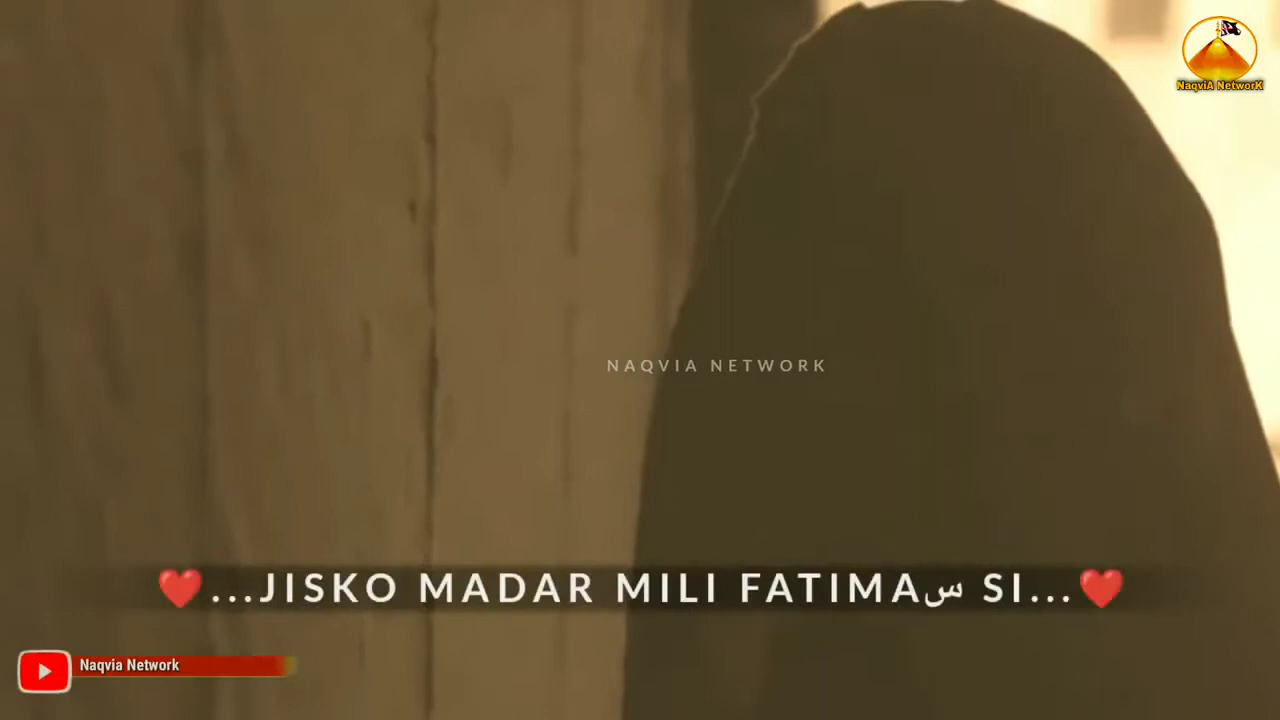 NaqviA NetworK
NAQVIA NETWORK
❤️...JISKO MADAR MILI FATIMAس SI...❤️
Naqvia Network